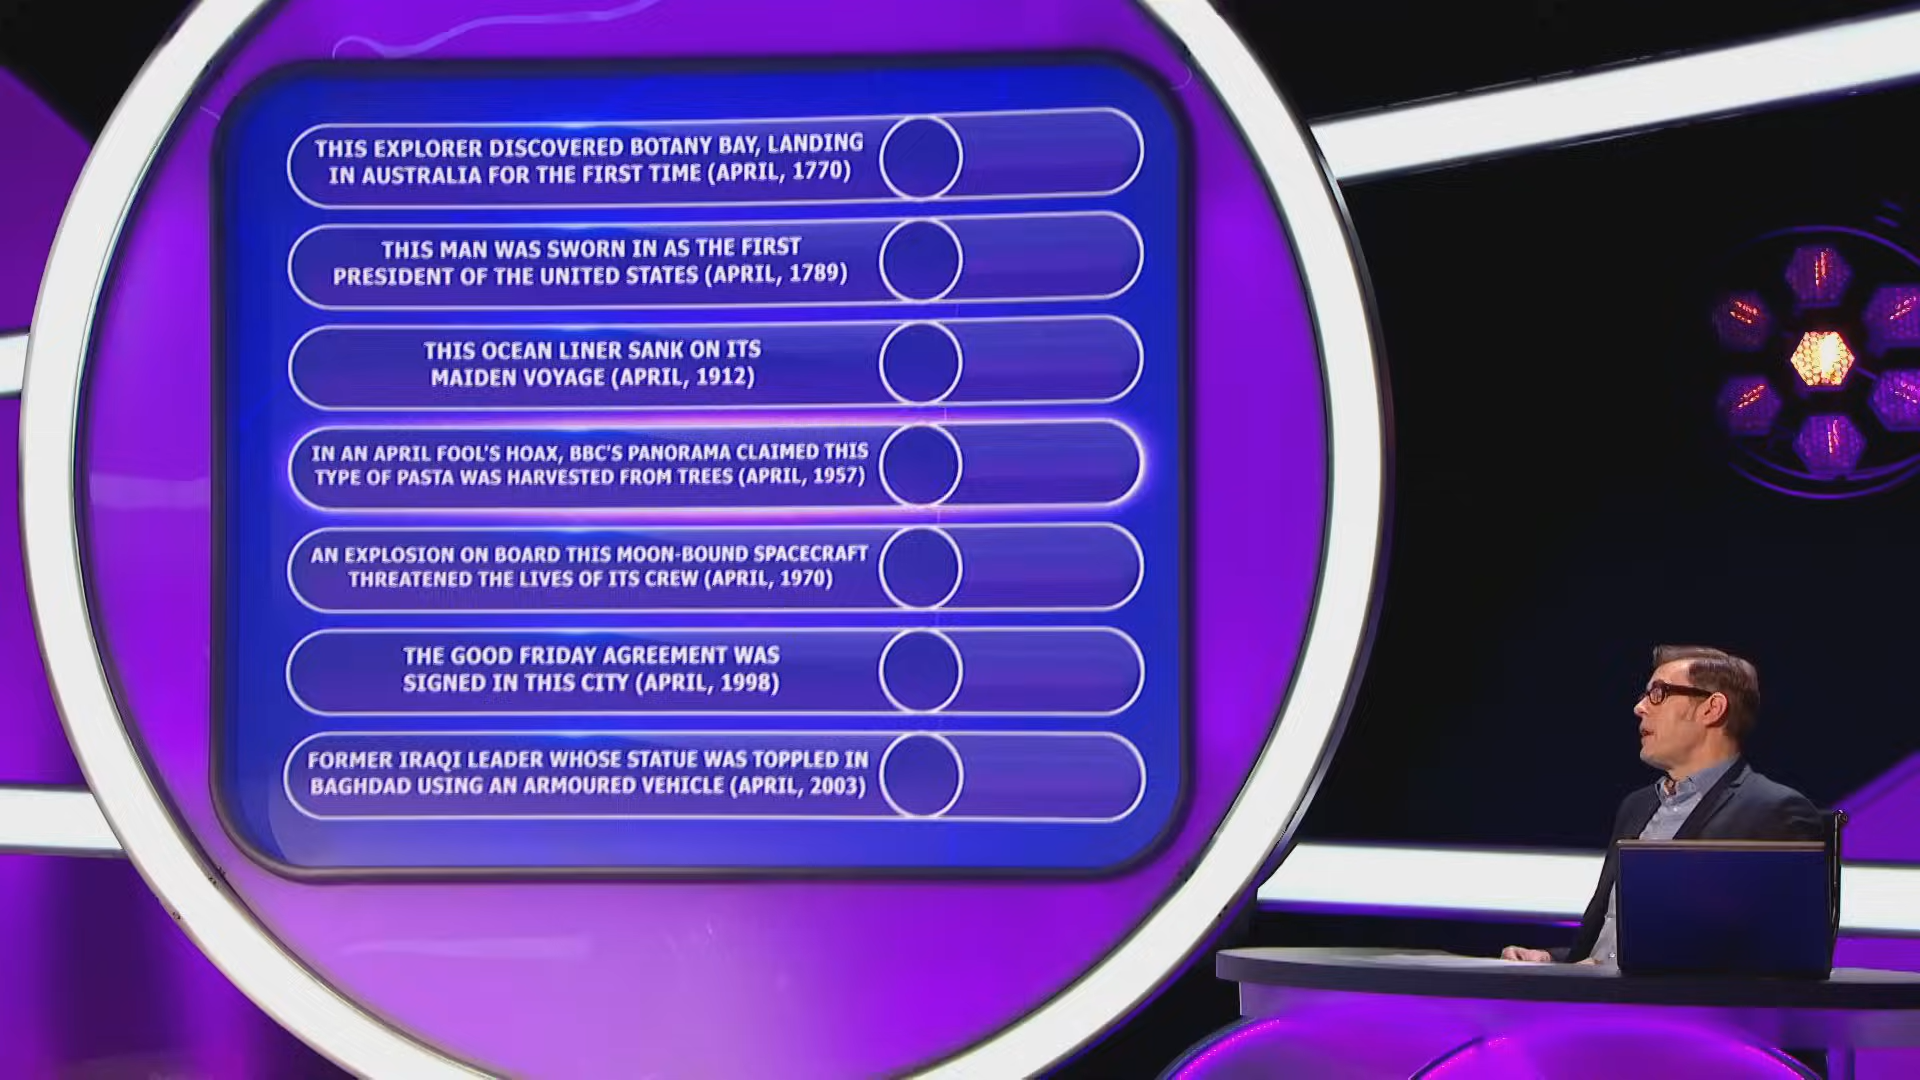 THIS EXPLORER DISCOVERED BOTANY BAY, LANDING
IN AUSTRALIA FOR THE FIRST TIME (APRIL, 1770)
THIS MAN WAS SWORN IN AS THE FIRST
PRESIDENT OF THE UNITED STATES (APRIL, 1789)
THIS OCEAN LINER SANK ON ITS
MAIDEN VOYAGE (APRIL, 1912)
IN AN APRIL FOOL'S HOAX, BBC'S PANORAMA CLAIMED THIS
TYPE OF PASTA WAS HARVESTED FROM TREES (APRIL, 1957)
AN EXPLOSION ON BOARD THIS MOON-BOUND SPACECRAFT
THREATENED THE LIVES OF ITS CREW (APRIL, 1970)
THE GOOD FRIDAY AGREEMENT WAS
SIGNED IN THIS CITY (APRIL, 1998)
FORMER IRAQI LEADER WHOSE STATUE WAS TOPPLED IN
BAGHDAD USING AN ARMOURED VEHICLE (APRIL, 2003)